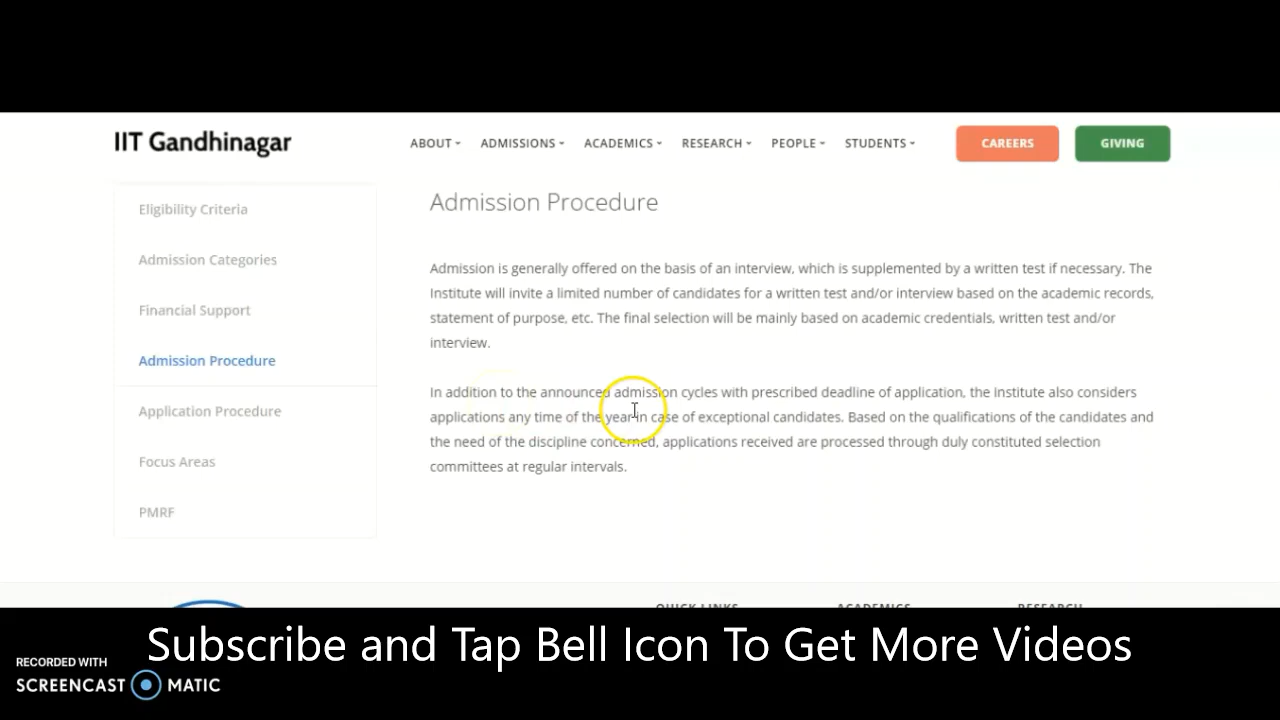 IIT Gandhinagar
ABOUT ADMISSIONS ACADEMICS RESEARCH PEOPLE STUDENTS CAREERS GIVING
Eligibility Criteria
Admission Categories
Financial Support
Admission Procedure
Application Procedure
Focus Areas
PMRF
Admission Procedure
Admission is generally offered on the basis of an interview, which is supplemented by a written test if necessary. The
Institute will invite a limited number of candidates for a written test and/or interview based on the academic records,
statement of purpose, etc. The final selection will be mainly based on academic credentials, written test and/or
interview.
In addition to the announced admission cycles with prescribed deadline of application, the Institute also considers
applications any time of the year in case of exceptional candidates. Based on the qualifications of the candidates and
the need of the discipline concerned, applications received are processed through duly constituted selection
committees at regular intervals.
QUICK LINKS ACADEMICS RESEARCH
Subscribe and Tap Bell Icon To Get More Videos
RECORDED WITH
SCREENCAST MATIC